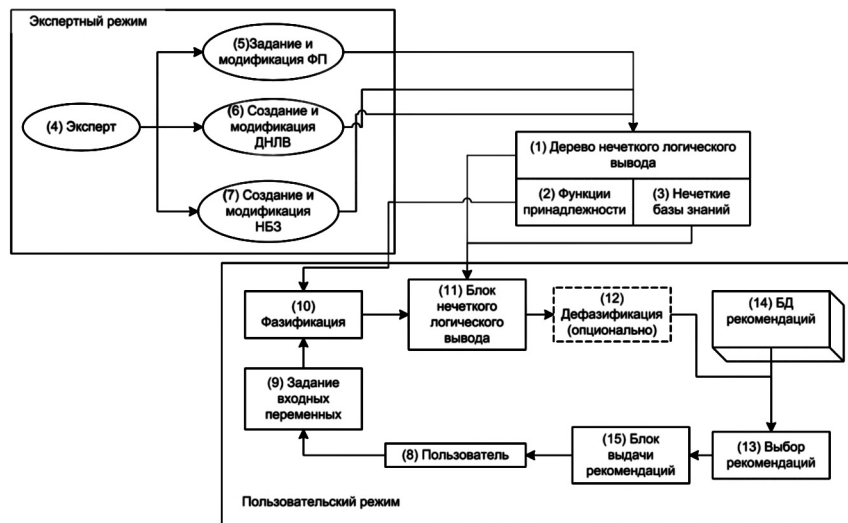 Экспертный режим
(5)Задание и
модификация ФП
(4) Эксперт
(6) Создание и
модификация
ДНЛВ
(7) Создание и
модификация
НБЗ
(1) Дерево нечеткого логического
вывода
(2) Функции
принадлежности
(3) Нечеткие
базы знаний
(10)
Фазификация
(11) Блок
нечеткого
логического
вывода
(12)
Дефазификация
(опционально)
(14) БД
рекомендаций
(9) Задание
входных
переменных
(8) Пользователь
(15) Блок
выдачи
рекомендаций
(13) Выбор
рекомендаций
Пользовательский режим